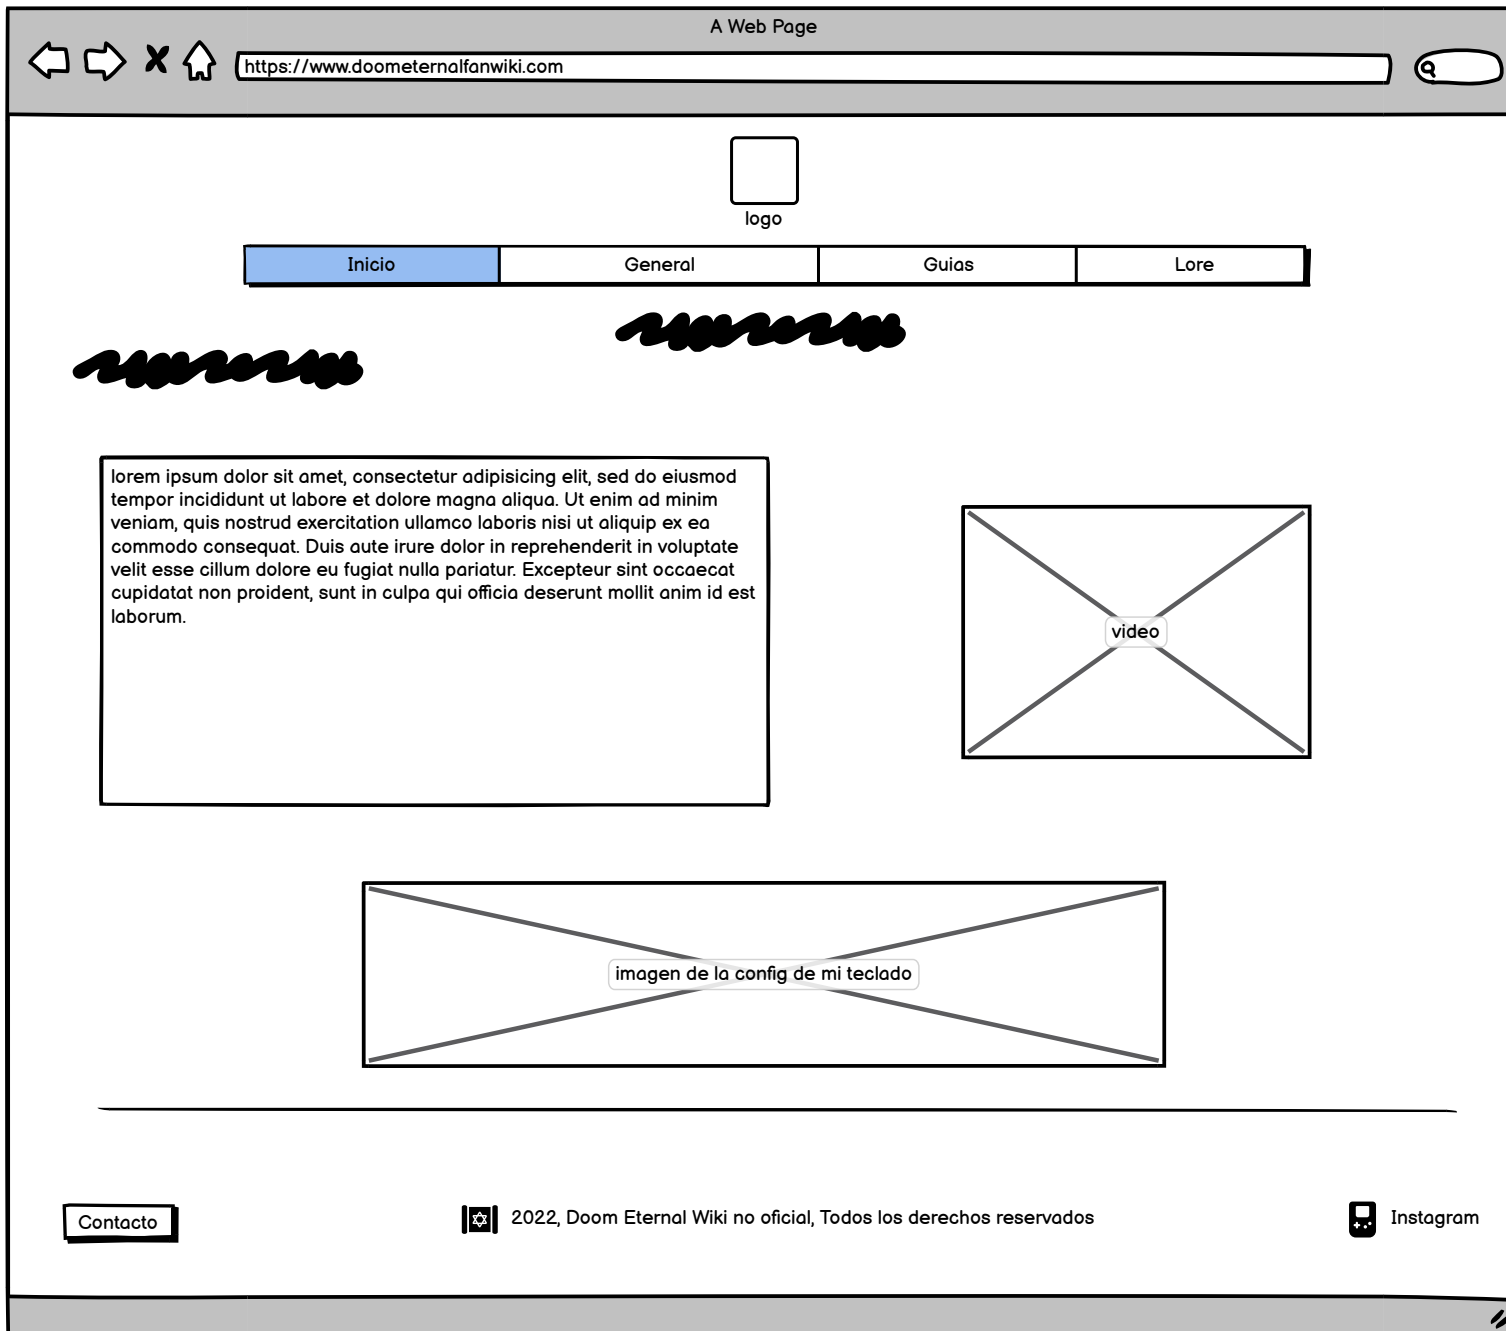 A Web Page
https://www.doometernalfanwiki.com
logo
Inicio
General
Guias
Lore
lorem ipsum dolor sit amet, consectetur adipisicing elit, sed do eiusmod
tempor incididunt ut labore et dolore magna aliqua. Ut enim ad minim
veniam, quis nostrud exercitation ullamco laboris nisi ut aliquip ex ea
commodo consequat. Duis aute irure dolor in reprehenderit in voluptate
velit esse cillum dolore eu fugiat nulla pariatur. Excepteur sint occaecat
cupidatat non proident, sunt in culpa qui officia deserunt mollit anim id est
laborum.
video
imagen de la config de mi teclado
Contacto
2022, Doom Eternal Wiki no oficial, Todos los derechos reservados
Instagram